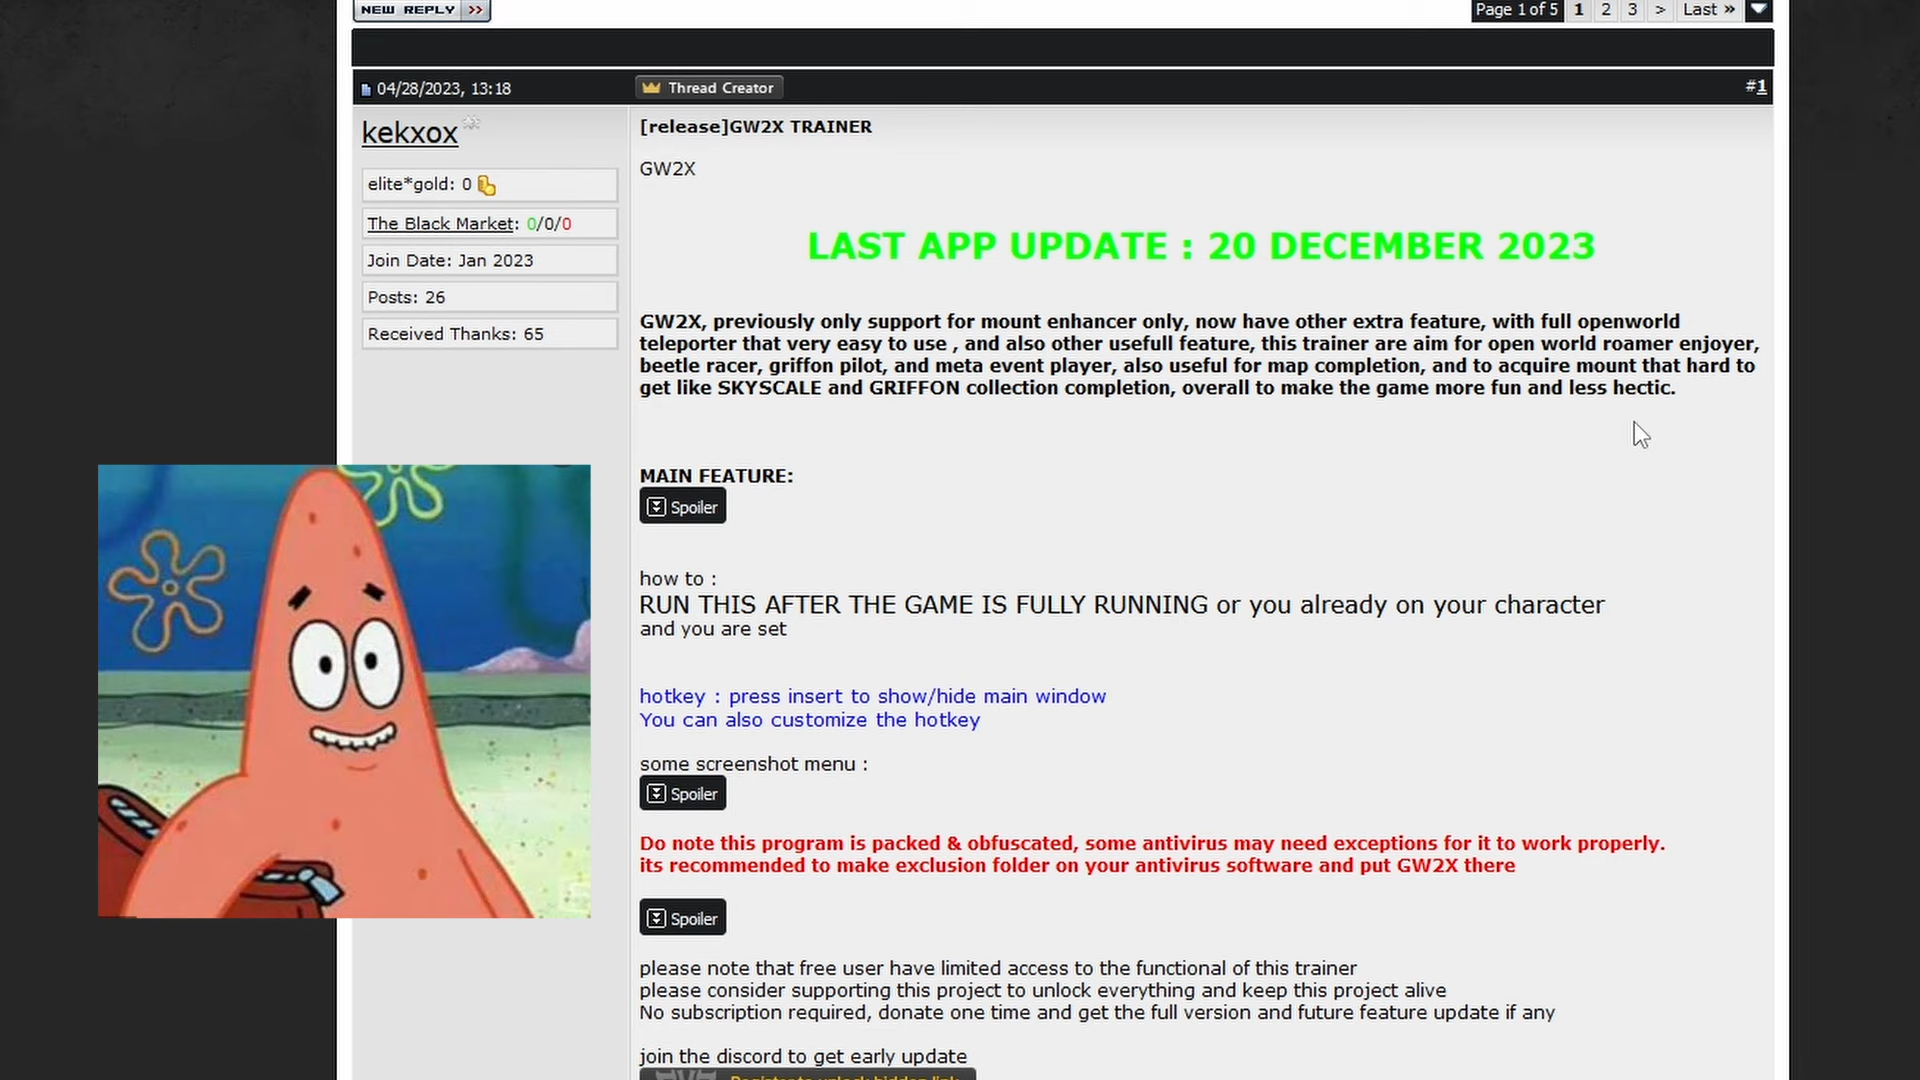 NEW REPLY >>
Page 1 of 5 1 2 3 > Last »
04/28/2023, 13:18 Thread Creator #1
kekxox
elite*gold: 0
The Black Market: 0/0/0
Join Date: Jan 2023
Posts: 26
Received Thanks: 65
[release]GW2X TRAINER
GW2X
LAST APP UPDATE : 20 DECEMBER 2023
GW2X, previously only support for mount enhancer only, now have other extra feature, with full openworld
teleporter that very easy to use , and also other usefull feature, this trainer are aim for open world roamer enjoyer,
beetle racer, griffon pilot, and meta event player, also useful for map completion, and to acquire mount that hard to
get like SKYSCALE and GRIFFON collection completion, overall to make the game more fun and less hectic.
MAIN FEATURE:
Spoiler
how to :
RUN THIS AFTER THE GAME IS FULLY RUNNING or you already on your character
and you are set
hotkey : press insert to show/hide main window
You can also customize the hotkey
some screenshot menu :
Spoiler
Do note this program is packed & obfuscated, some antivirus may need exceptions for it to work properly.
its recommended to make exclusion folder on your antivirus software and put GW2X there
Spoiler
please note that free user have limited access to the functional of this trainer
please consider supporting this project to unlock everything and keep this project alive
No subscription required, donate one time and get the full version and future feature update if any
join the discord to get early update